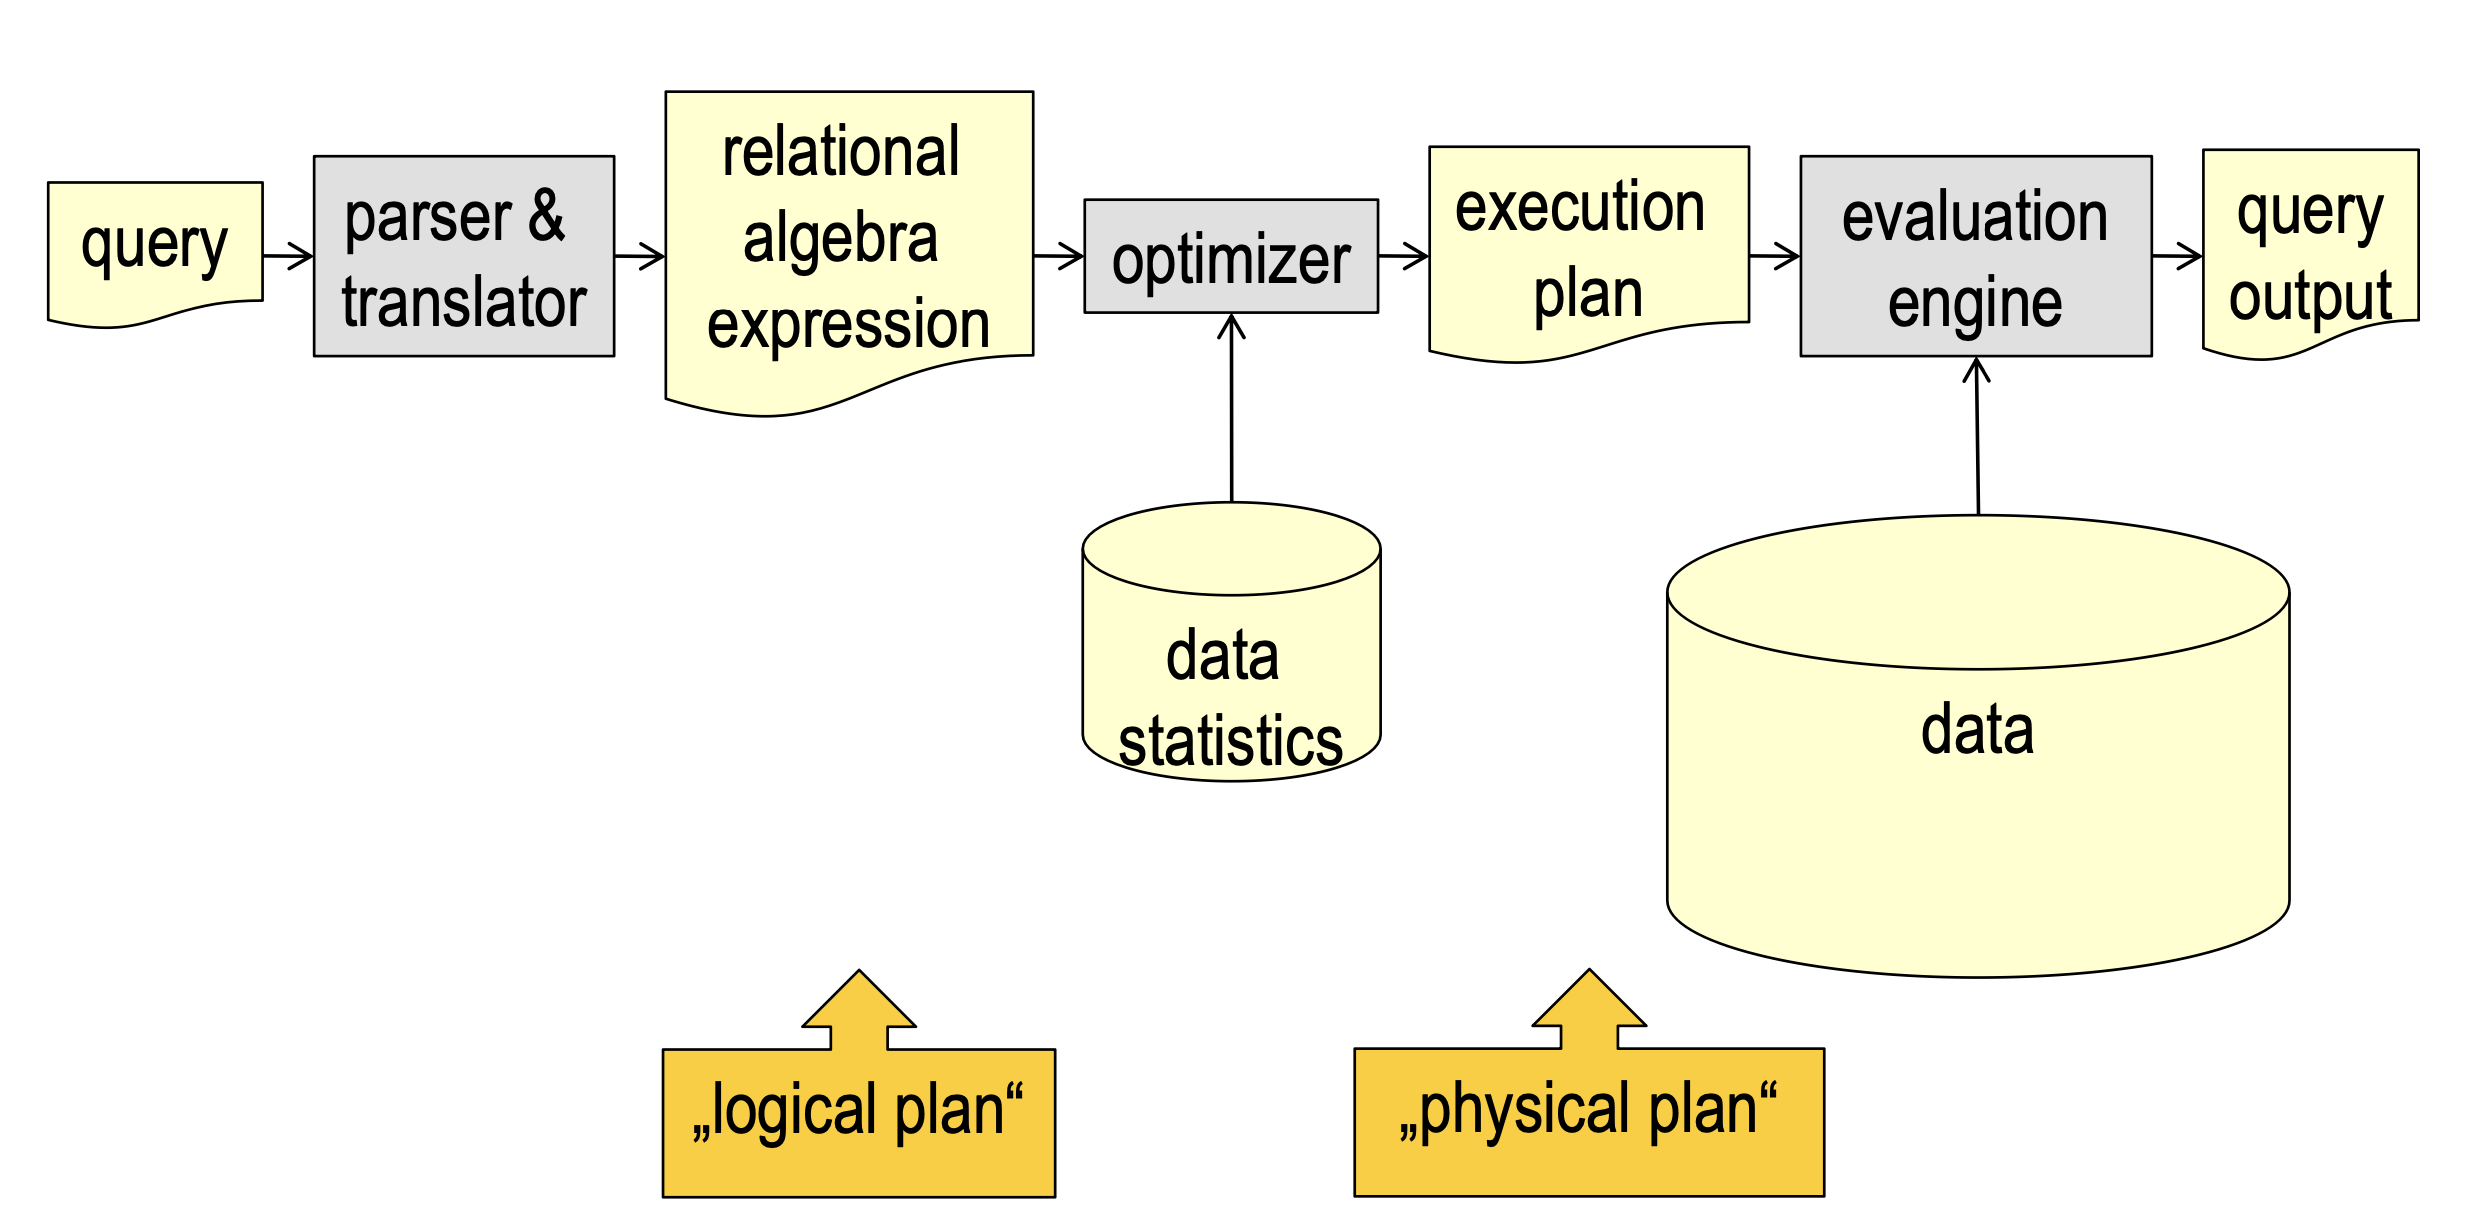 query
parser &
translator
relational
algebra
expression
optimizer
execution
plan
evaluation
engine
query
output
data
statistics
data
„logical plan“
„physical plan“